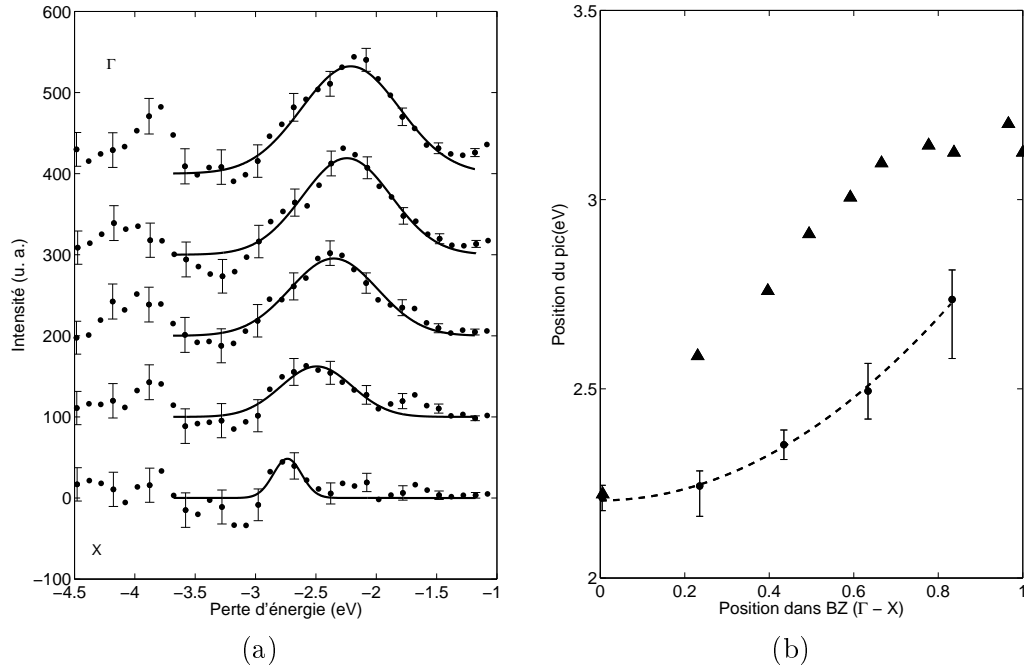 600
500
400
300
200
100
0
−100
Intensité (u. a.)
Γ
X
−4.5 −4 −3.5 −3 −2.5 −2 −1.5 −1
Perte d'énergie (eV)
(a)
3.5
3
2.5
2
Position du pic(eV)
0 0.2 0.4 0.6 0.8 1
Position dans BZ (Γ − X)
(b)